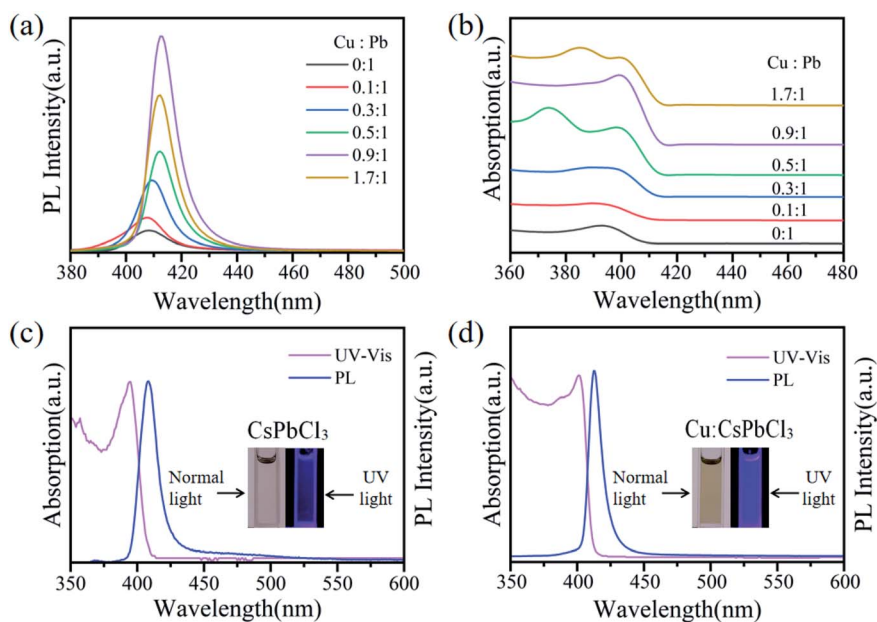 (a)
PL Intensity(a.u.)
Cu : Pb
0:1
0.1:1
0.3:1
0.5:1
0.9:1
1.7:1
380 400 420 440 460 480 500
Wavelength(nm)
(b)
Absorption(a.u.)
Cu : Pb
1.7:1
0.9:1
0.5:1
0.3:1
0.1:1
0:1
360 380 400 420 440 460 480
Wavelength(nm)
(c)
Absorption(a.u.)
UV-Vis
PL
CsPbCl₃
Normal
light
UV
light
PL Intensity(a.u.)
350 400 450 500 550 600
Wavelength(nm)
(d)
Absorption(a.u.)
UV-Vis
PL
Cu:CsPbCl₃
Normal
light
UV
light
PL Intensity(a.u.)
350 400 450 500 550 600
Wavelength(nm)